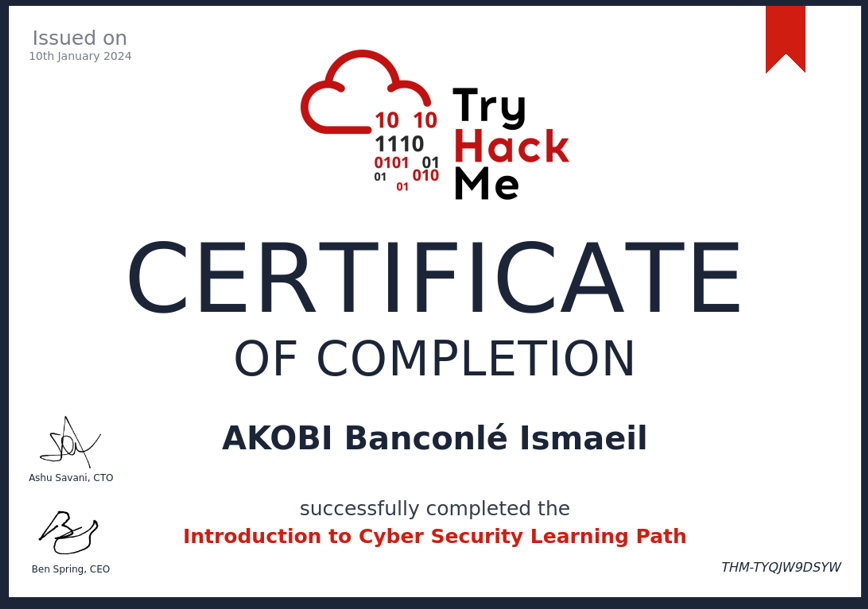 Issued on
10th January 2024
10 10
1110
0101 01
01 010
01
Try
Hack
Me
CERTIFICATE
OF COMPLETION
AKOBI Banconlé Ismaeil
Ashu Savani, CTO
successfully completed the
Introduction to Cyber Security Learning Path
Ben Spring, CEO
THM-TYQJW9DSYW